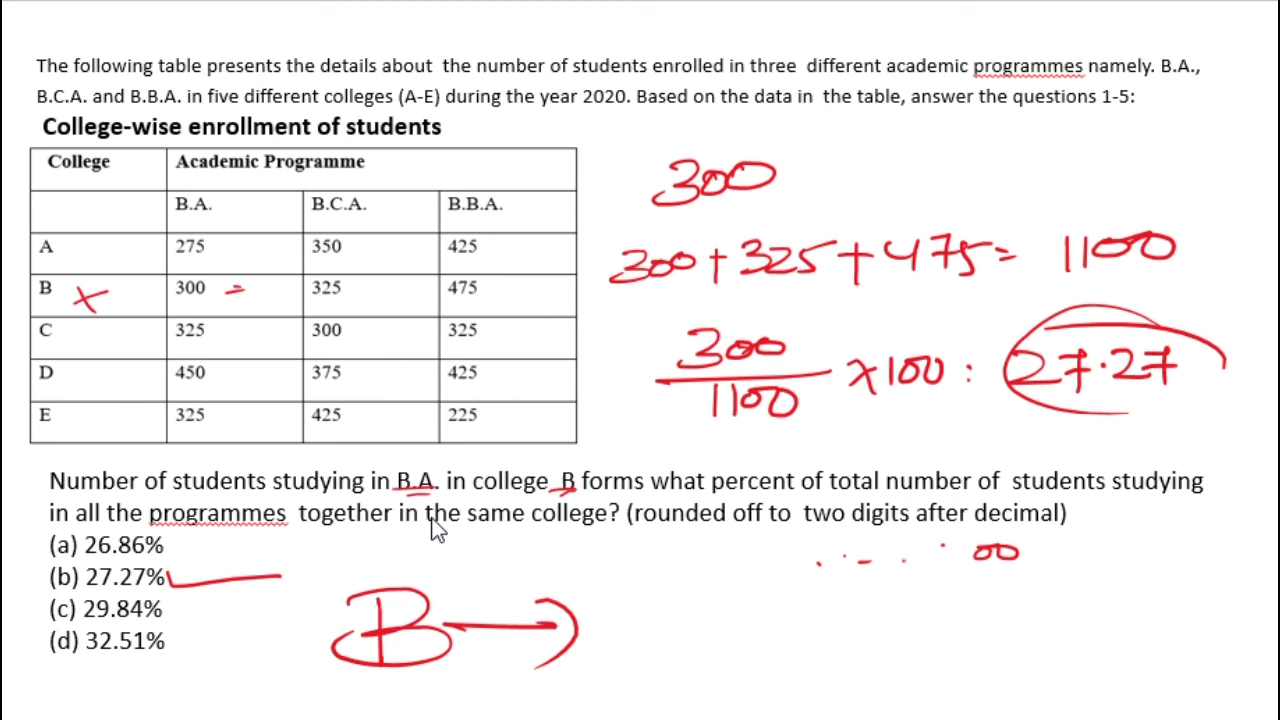 The following table presents the details about the number of students enrolled in three different academic programmes namely. B.A.,
B.C.A. and B.B.A. in five different colleges (A-E) during the year 2020. Based on the data in the table, answer the questions 1-5:
College-wise enrollment of students
College Academic Programme
B.A. B.C.A. B.B.A.
A 275 350 425
B 300 325 475
C 325 300 325
D 450 375 425
E 325 425 225
300
300+325+475= 1100
300
1100
×100 : 27.27
Number of students studying in B.A. in college B forms what percent of total number of students studying
in all the programmes together in the same college? (rounded off to two digits after decimal)
(a) 26.86%
(b) 27.27%
(c) 29.84%
(d) 32.51%
00
B